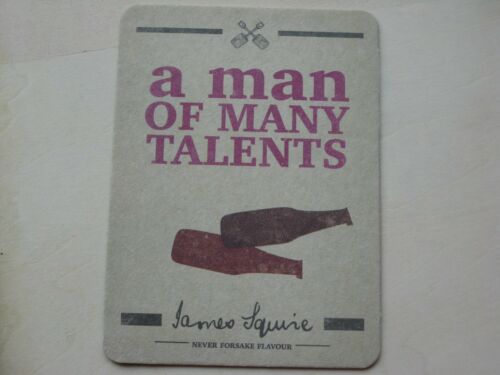 a man
OF MANY
TALENTS
James Squire
NEVER FORSAKE FLAVOUR